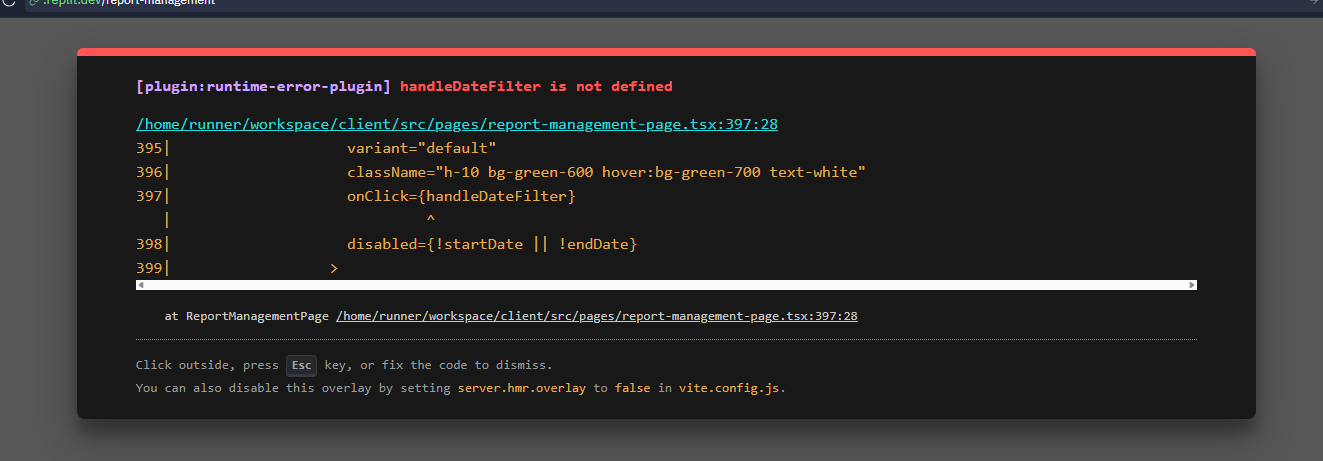 .replit.dev/report-management
[plugin:runtime-error-plugin] handleDateFilter is not defined
/home/runner/workspace/client/src/pages/report-management-page.tsx:397:28
395|                     variant="default"
396|                     className="h-10 bg-green-600 hover:bg-green-700 text-white"
397|                     onClick={handleDateFilter}
   |                              ^
398|                     disabled={!startDate || !endDate}
399|                   >
at ReportManagementPage /home/runner/workspace/client/src/pages/report-management-page.tsx:397:28
Click outside, press Esc key, or fix the code to dismiss.
You can also disable this overlay by setting server.hmr.overlay to false in vite.config.js.